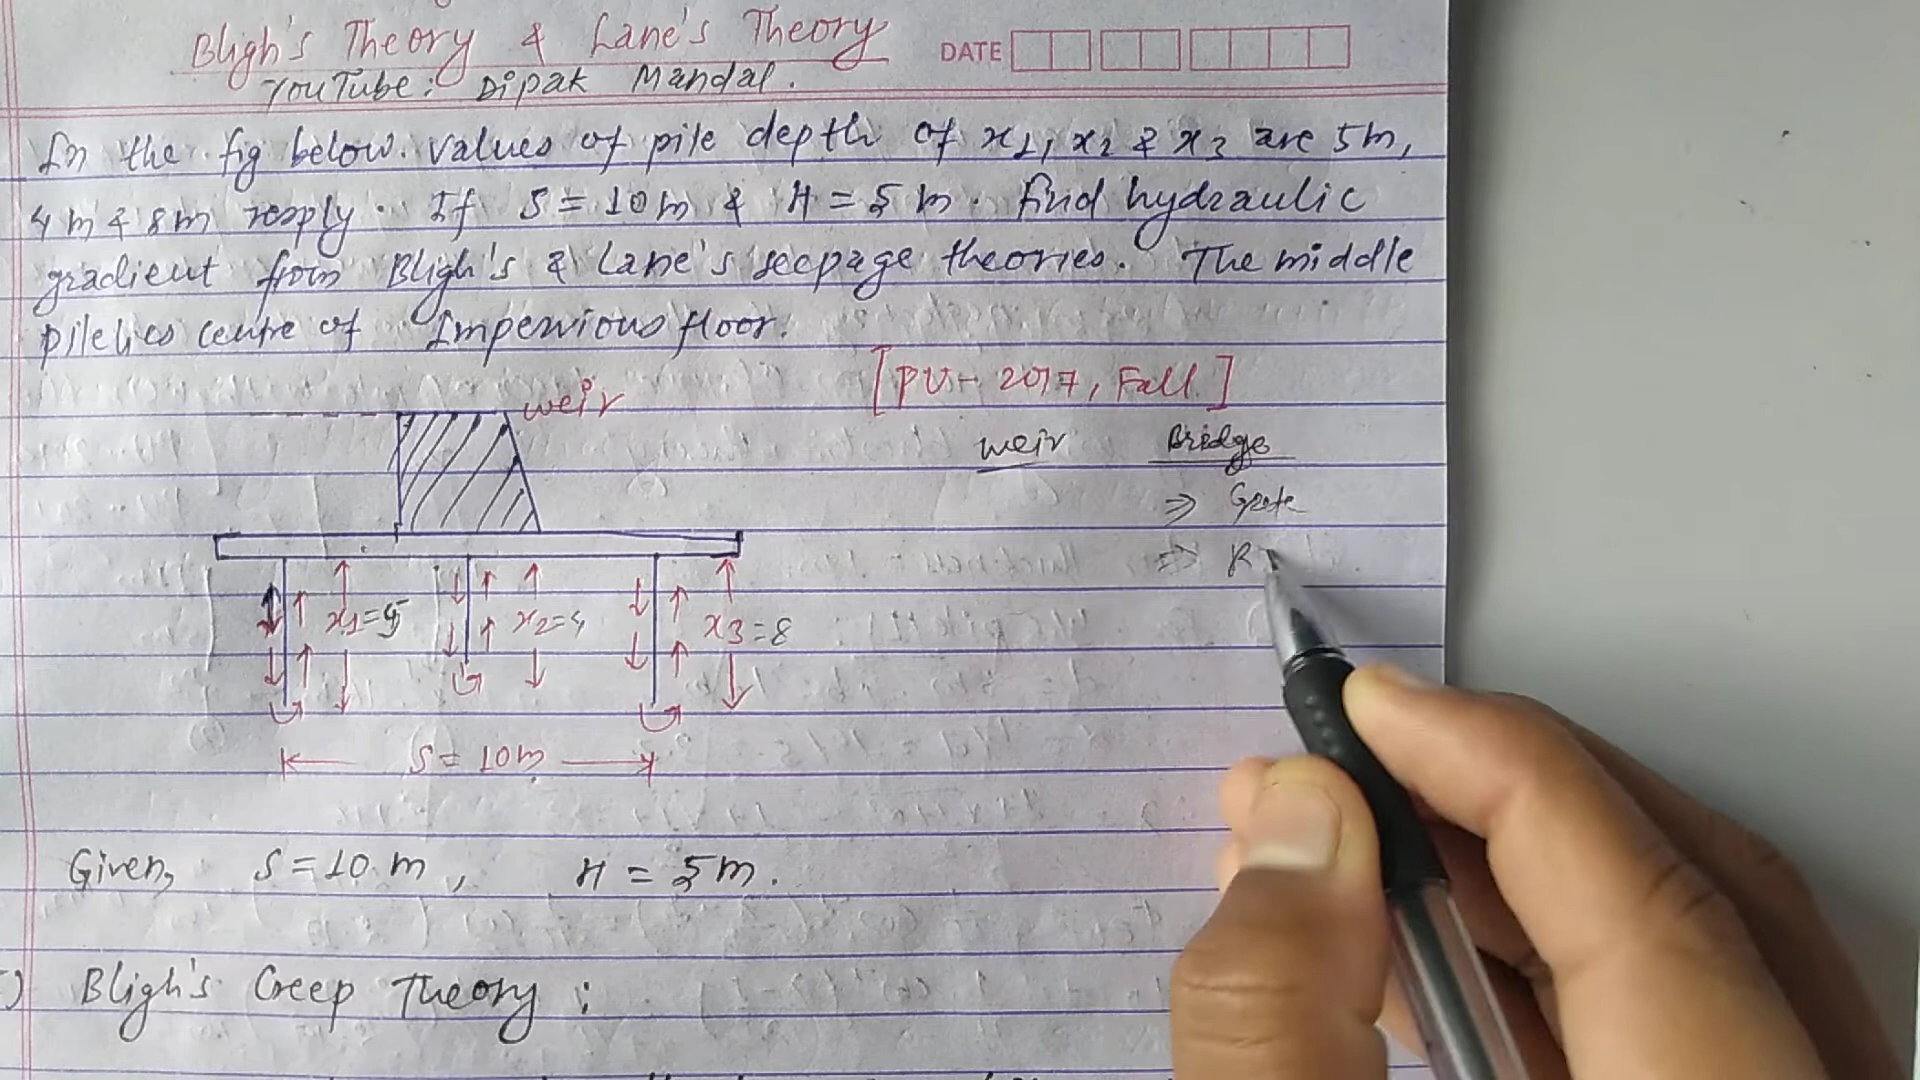 Bligh's Theory & Lane's Theory
DATE
YouTube: Dipak Mandal.
In the fig below. values of pile depth of x1, x2 & x3 are 5m,
4m & 8m resply. If S = 10m & H = 5m. find hydraulic
gradient from Bligh's & Lane's seepage theories. The middle
pile lies centre of Impervious floor.
[PU- 2017, Fall]
weir
weir Bridge
⇒ Gate
⇒ R
x1=5 x2=4 x3=8
S = 10m
Given, S = 10 m, H = 5m.
Bligh's Creep Theory: